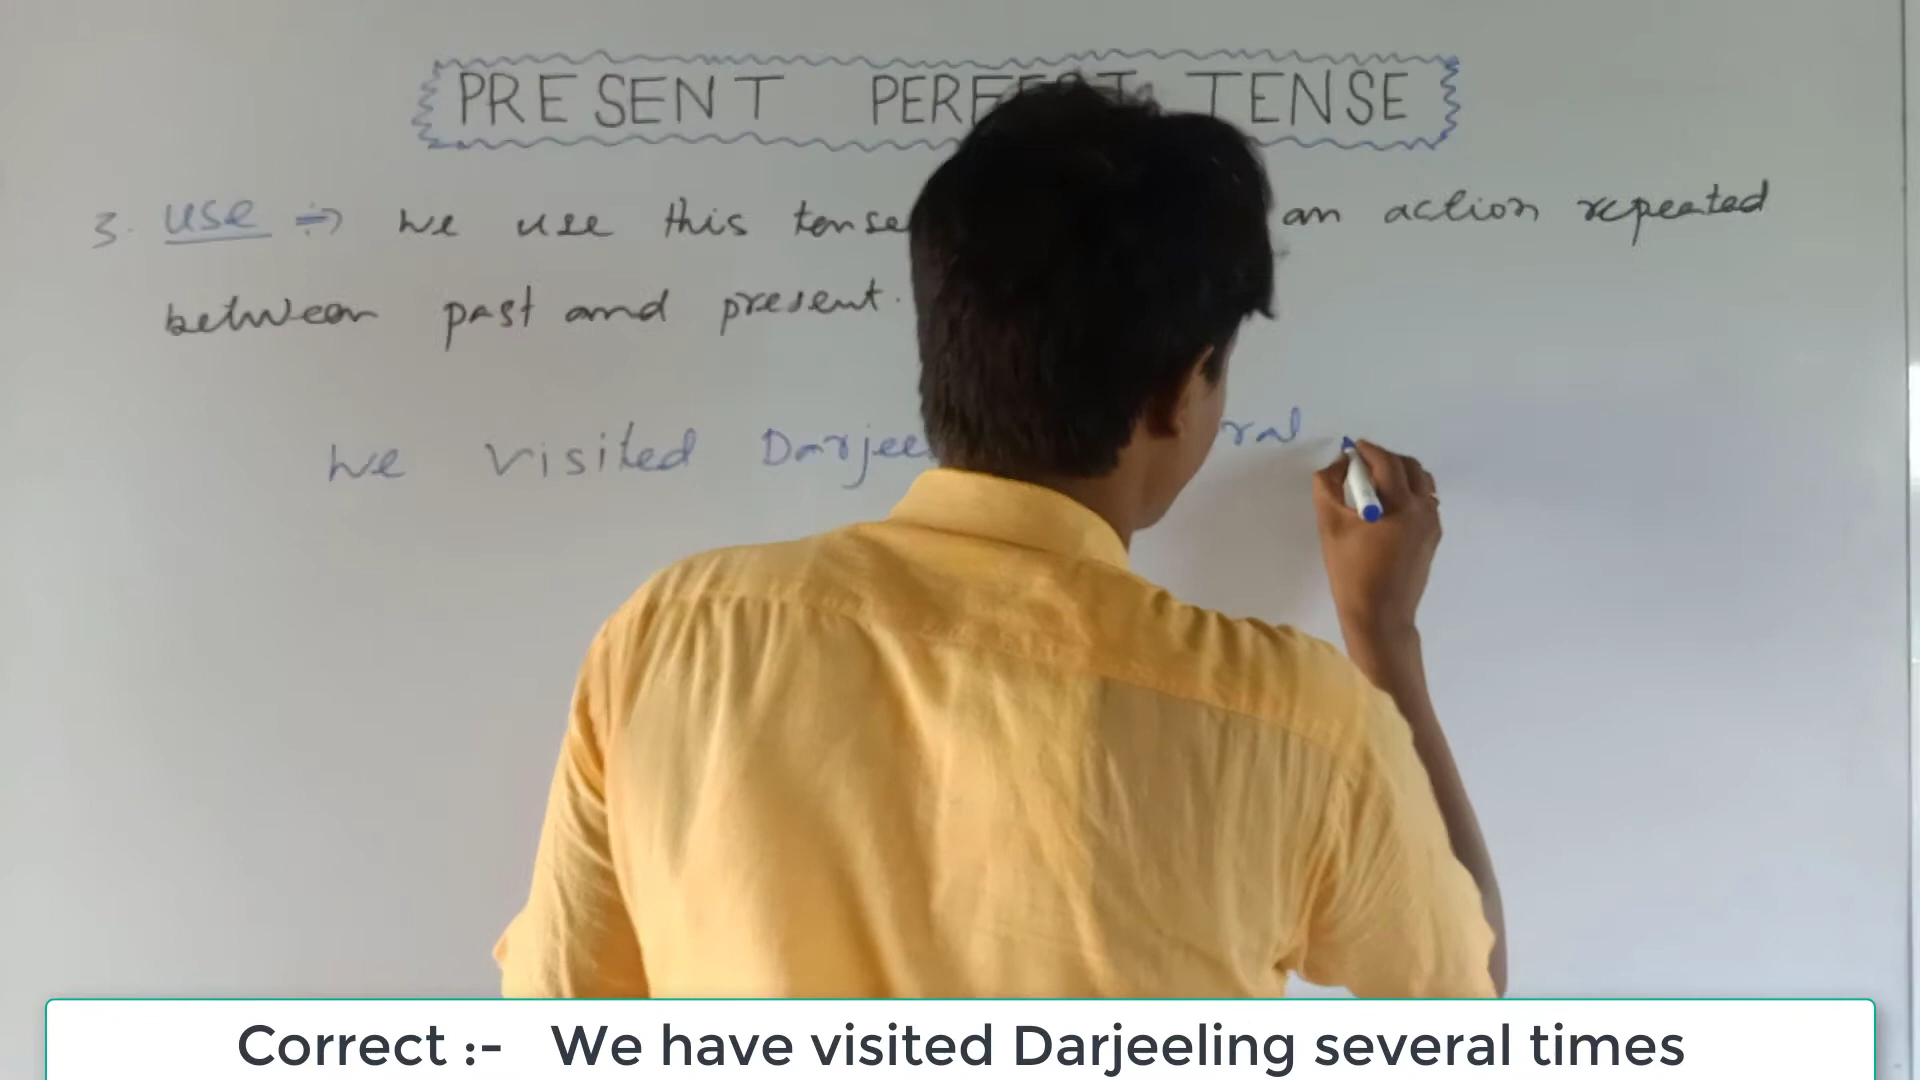 PRESENT PERFECT TENSE
3. USE => We use this tense an action repeated
between past and present.
We visited Darjee ral
Correct :- We have visited Darjeeling several times